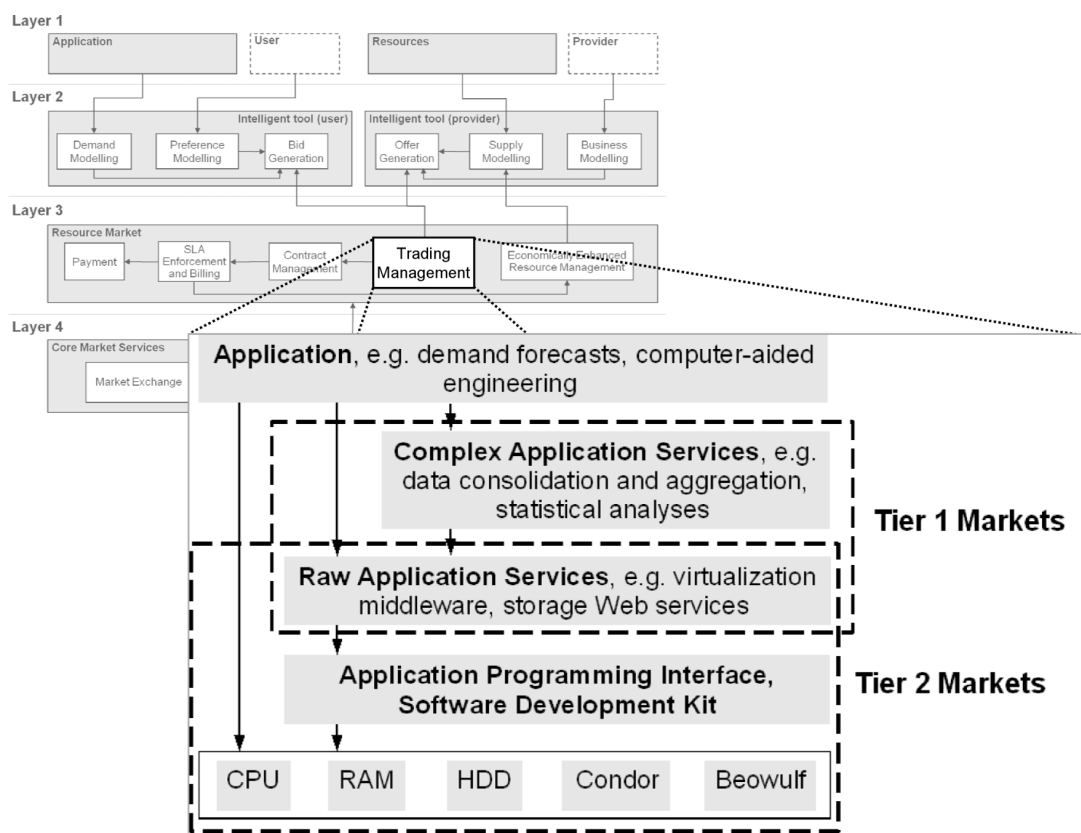 Layer 1
Application
User
Resources
Provider
Layer 2
Intelligent tool (user)
Intelligent tool (provider)
Demand
Modelling
Preference
Modelling
Bid
Generation
Offer
Generation
Supply
Modelling
Business
Modelling
Layer 3
Resource Market
Payment
SLA
Enforcement
and Billing
Contract
Management
Trading
Management
Economically Enhanced
Resource Management
Layer 4
Core Market Services
Market Exchange
Application, e.g. demand forecasts, computer-aided
engineering
Complex Application Services, e.g.
data consolidation and aggregation,
statistical analyses
Tier 1 Markets
Raw Application Services, e.g. virtualization
middleware, storage Web services
Application Programming Interface,
Software Development Kit
Tier 2 Markets
CPU
RAM
HDD
Condor
Beowulf